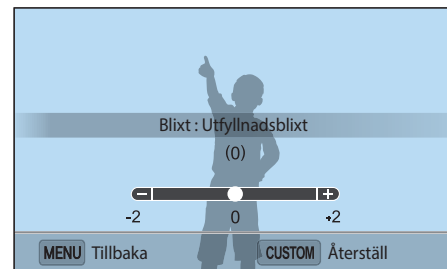 Blixt : Utfyllnadsblixt
(0)
-2 0 +2
MENU Tillbaka CUSTOM Återställ